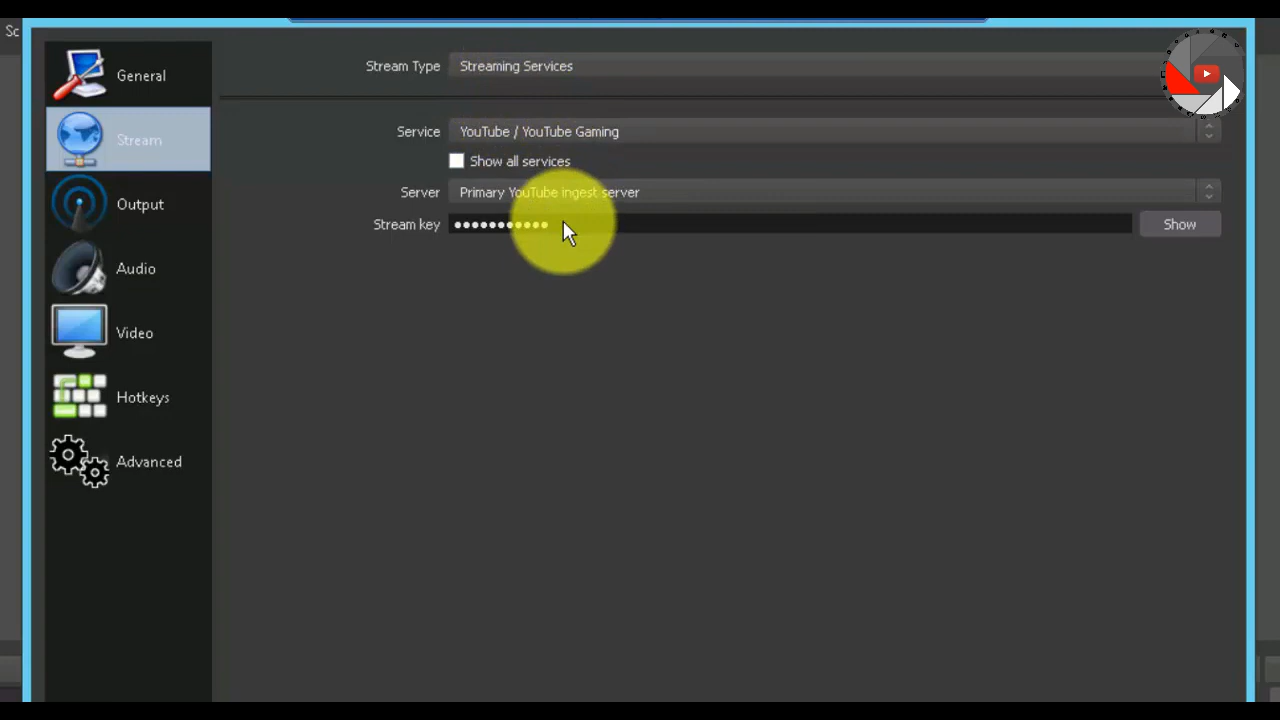 Sc
General
Stream Type Streaming Services
Stream
Service YouTube / YouTube Gaming
Show all services
Server Primary YouTube ingest server
Output
Stream key ●●●●●●●●●●● Show
Audio
Video
Hotkeys
Advanced